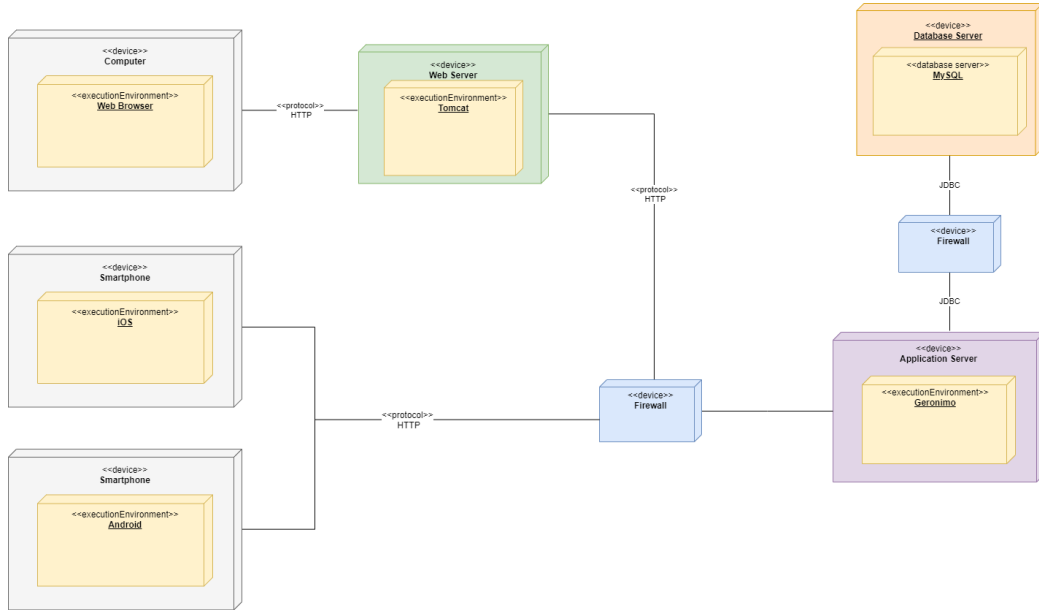 <<device>>
Computer
<<executionEnvironment>>
Web Browser
<<protocol>>
HTTP
<<device>>
Web Server
<<executionEnvironment>>
Tomcat
<<protocol>>
HTTP
<<device>>
Database Server
<<database server>>
MySQL
JDBC
<<device>>
Firewall
JDBC
<<device>>
Smartphone
<<executionEnvironment>>
iOS
<<device>>
Application Server
<<executionEnvironment>>
Geronimo
<<device>>
Firewall
<<protocol>>
HTTP
<<device>>
Smartphone
<<executionEnvironment>>
Android